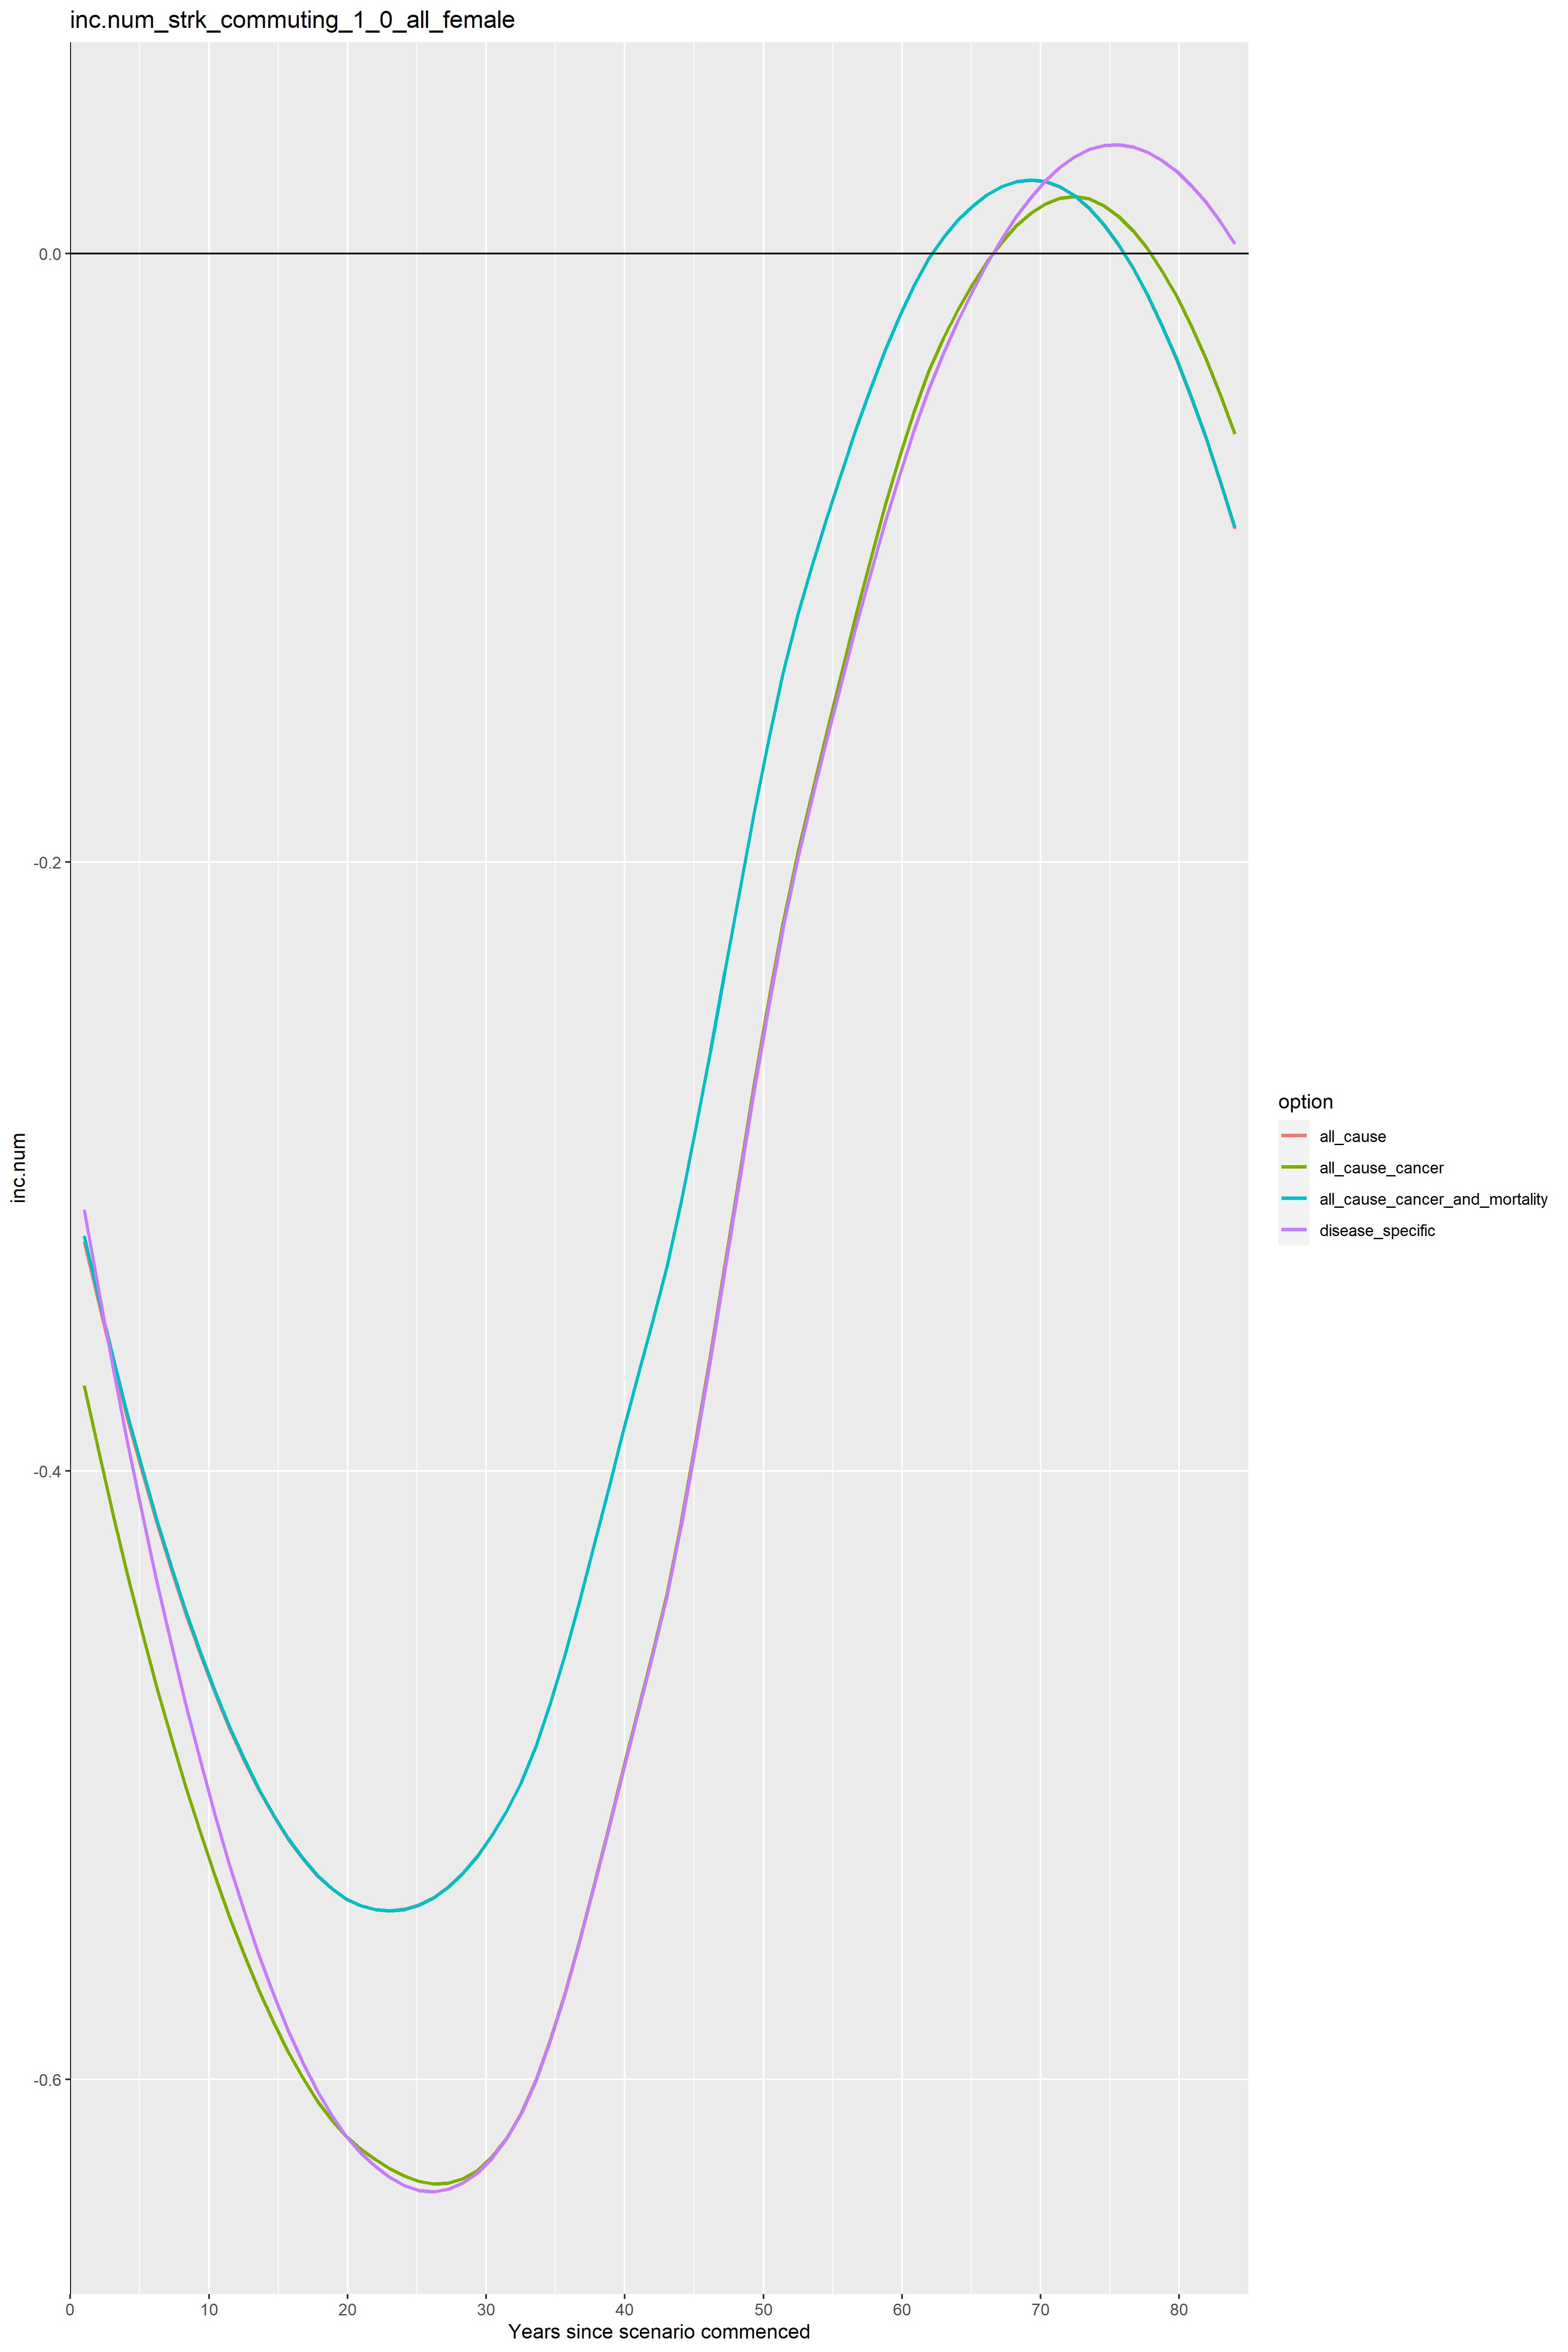 inc.num_strk_commuting_1_0_all_female
0.0
-0.2
-0.4
-0.6
inc.num
0 10 20 30 40 50 60 70 80
Years since scenario commenced
option
all_cause
all_cause_cancer
all_cause_cancer_and_mortality
disease_specific